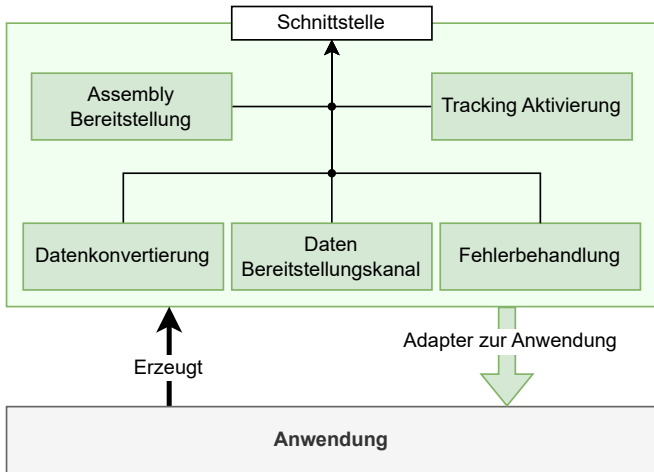 Schnittstelle
Assembly
Bereitstellung
Tracking Aktivierung
Datenkonvertierung
Daten
Bereitstellungskanal
Fehlerbehandlung
Erzeugt
Adapter zur Anwendung
Anwendung